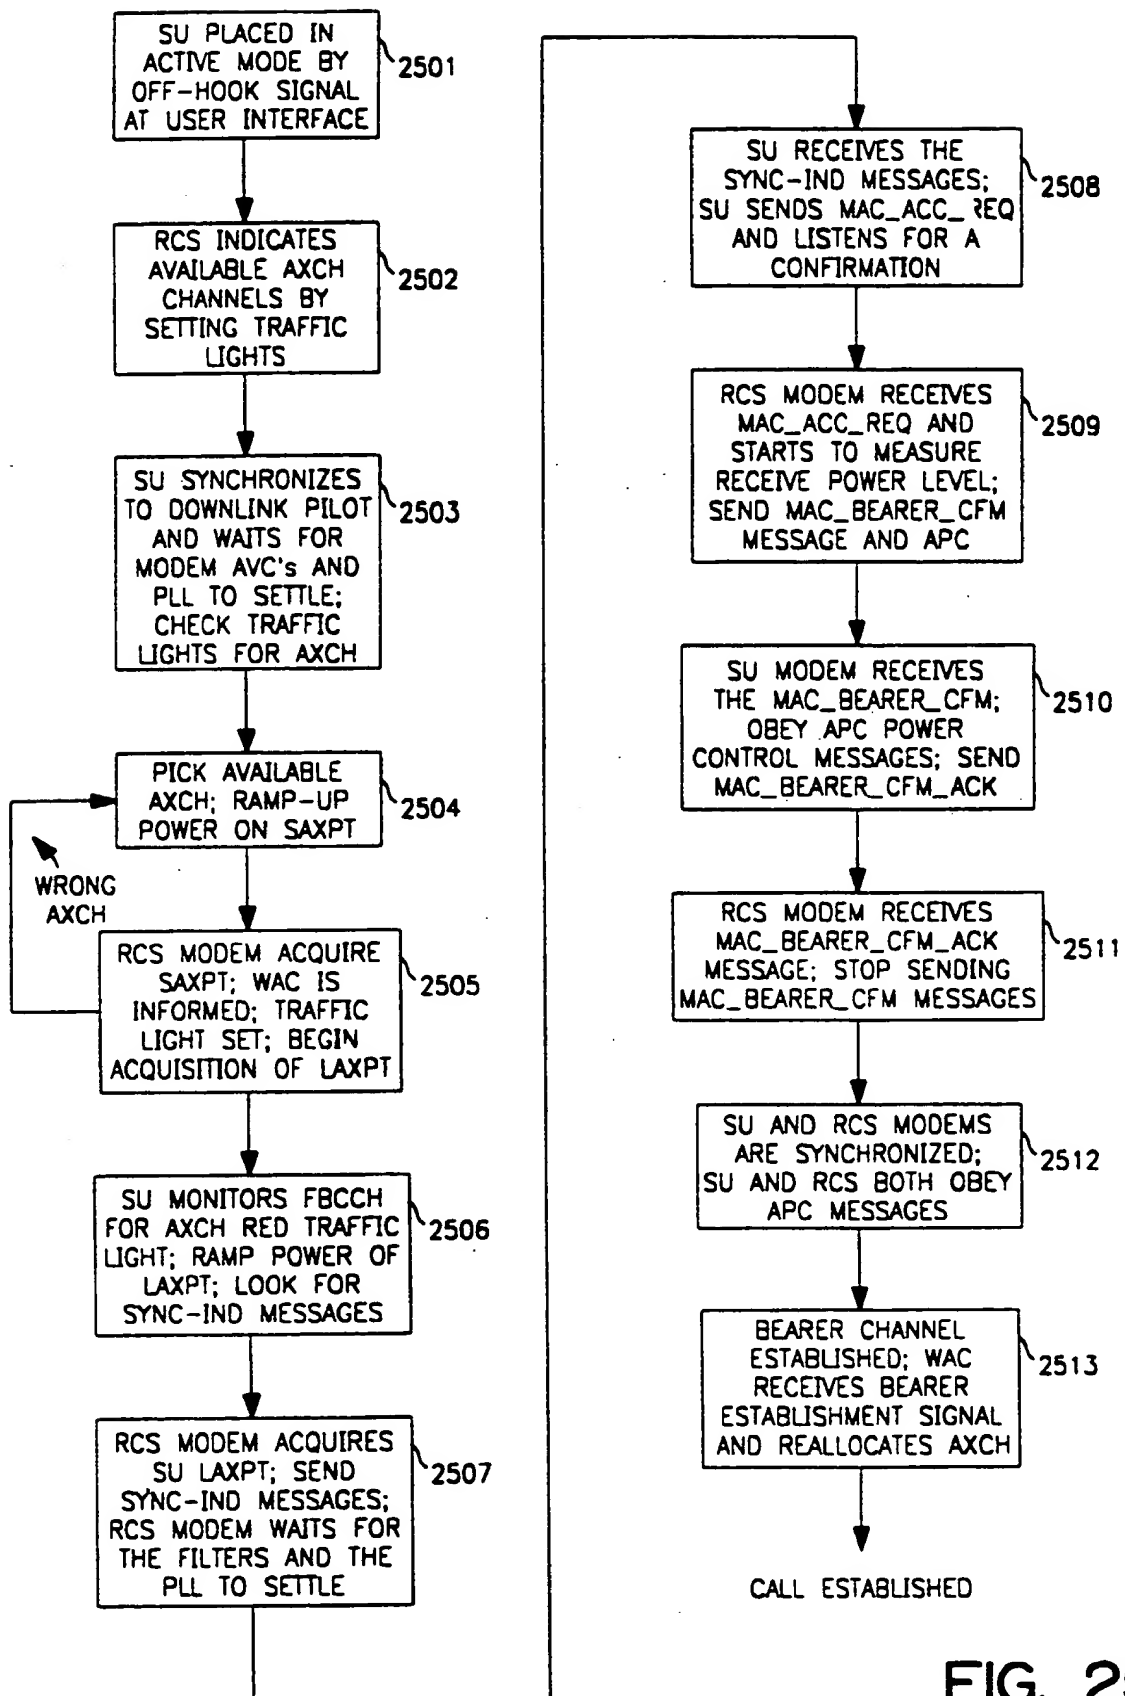 SU PLACED IN
ACTIVE MODE BY
OFF-HOOK SIGNAL
AT USER INTERFACE
2501
RCS INDICATES
AVAILABLE AXCH
CHANNELS BY
SETTING TRAFFIC
LIGHTS
2502
SU SYNCHRONIZES
TO DOWNLINK PILOT
AND WAITS FOR
MODEM AVC's AND
PLL TO SETTLE;
CHECK TRAFFIC
LIGHTS FOR AXCH
2503
PICK AVAILABLE
AXCH; RAMP-UP
POWER ON SAXPT
2504
WRONG
AXCH
RCS MODEM ACQUIRE
SAXPT; WAC IS
INFORMED; TRAFFIC
LIGHT SET; BEGIN
ACQUISITION OF LAXPT
2505
SU MONITORS FBCCH
FOR AXCH RED TRAFFIC
LIGHT; RAMP POWER OF
LAXPT; LOOK FOR
SYNC-IND MESSAGES
2506
RCS MODEM ACQUIRES
SU LAXPT; SEND
SYNC-IND MESSAGES;
RCS MODEM WAITS FOR
THE FILTERS AND THE
PLL TO SETTLE
2507
SU RECEIVES THE
SYNC-IND MESSAGES;
SU SENDS MAC_ACC_REQ
AND LISTENS FOR A
CONFIRMATION
2508
RCS MODEM RECEIVES
MAC_ACC_REQ AND
STARTS TO MEASURE
RECEIVE POWER LEVEL;
SEND MAC_BEARER_CFM
MESSAGE AND APC
2509
SU MODEM RECEIVES
THE MAC_BEARER_CFM;
OBEY APC POWER
CONTROL MESSAGES; SEND
MAC_BEARER_CFM_ACK
2510
RCS MODEM RECEIVES
MAC_BEARER_CFM_ACK
MESSAGE; STOP SENDING
MAC_BEARER_CFM MESSAGES
2511
SU AND RCS MODEMS
ARE SYNCHRONIZED;
SU AND RCS BOTH OBEY
APC MESSAGES
2512
BEARER CHANNEL
ESTABLISHED; WAC
RECEIVES BEARER
ESTABLISHMENT SIGNAL
AND REALLOCATES AXCH
2513
CALL ESTABLISHED
FIG.